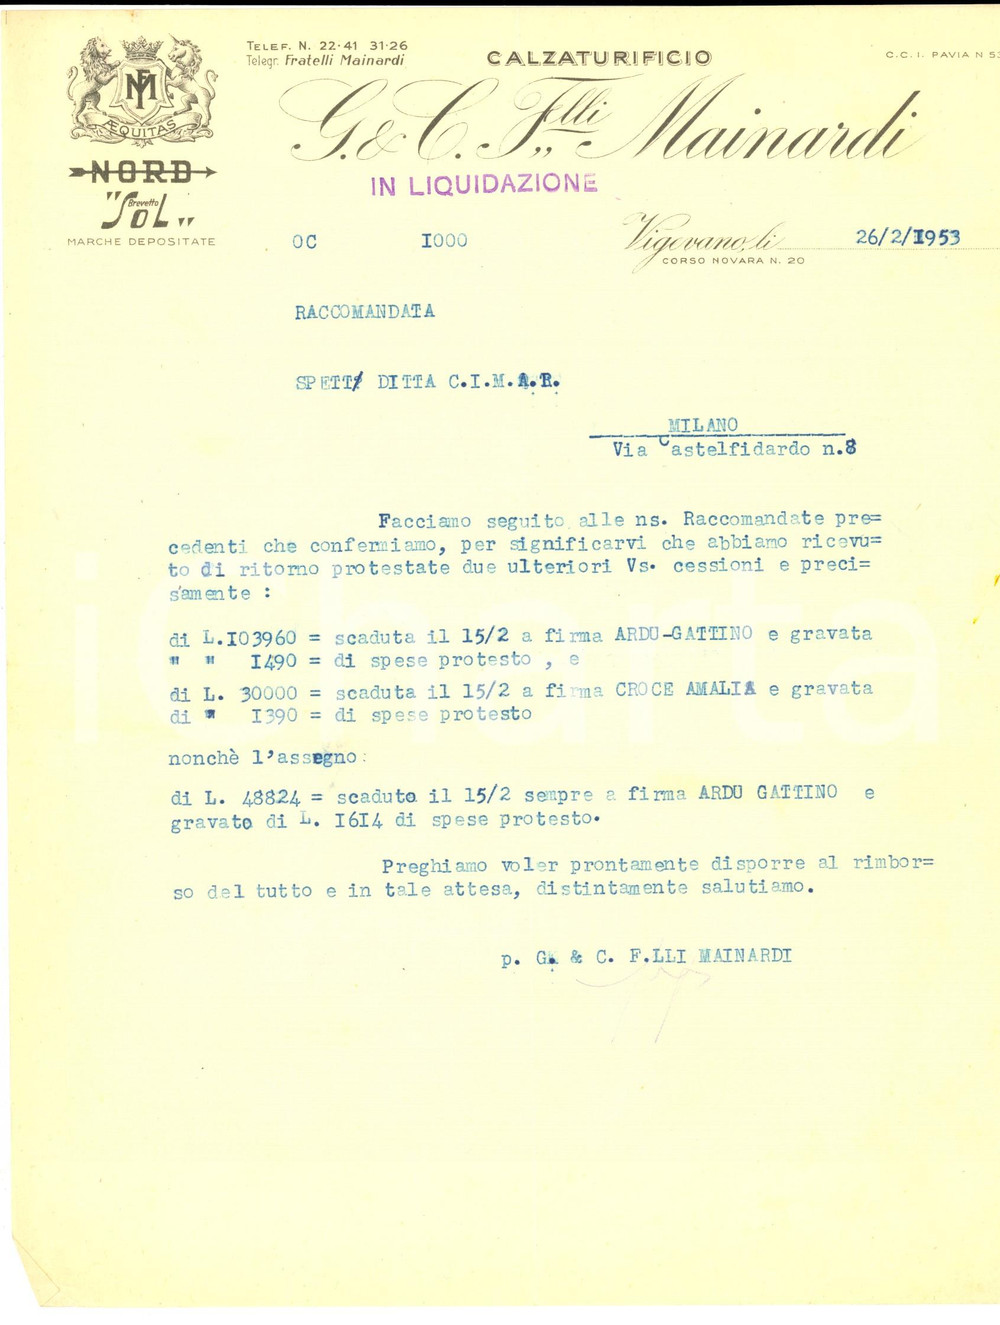 TELEF. N. 22-41 31-26
Telegr. Fratelli Mainardi
CALZATURIFICIO
C.C.I. PAVIA N 53
FM
ÆQUITAS
G. & C. F.lli Mainardi
NORD
IN LIQUIDAZIONE
"Brevetto
SOL"
MARCHE DEPOSITATE
OC 1000
Vigevano, li 26/2/1953
CORSO NOVARA N. 20
RACCOMANDATA
SPETT/ DITTA C.I.M.A.R.
MILANO
Via Castelfidardo n.8
Facciamo seguito alle ns. Raccomandate pre=
cedenti che confermiamo, per significarvi che abbiamo ricevu=
to di ritorno protestate due ulteriori Vs. cessioni e preci=
samente :
di L.103960 = scaduta il 15/2 a firma ARDU-GATTINO e gravata
" " 1490 = di spese protesto , e
di L. 30000 = scaduta il 15/2 a firma CROCE AMALIA e gravata
di " 1390 = di spese protesto
nonchè l'assegno:
di L. 48824 = scaduto il 15/2 sempre a firma ARDU GATTINO e
gravato di L. 1614 di spese protesto.
Preghiamo voler prontamente disporre al rimbor=
so del tutto e in tale attesa, distintamente salutiamo.
p. G. & C. F.LLI MAINARDI
iCharta